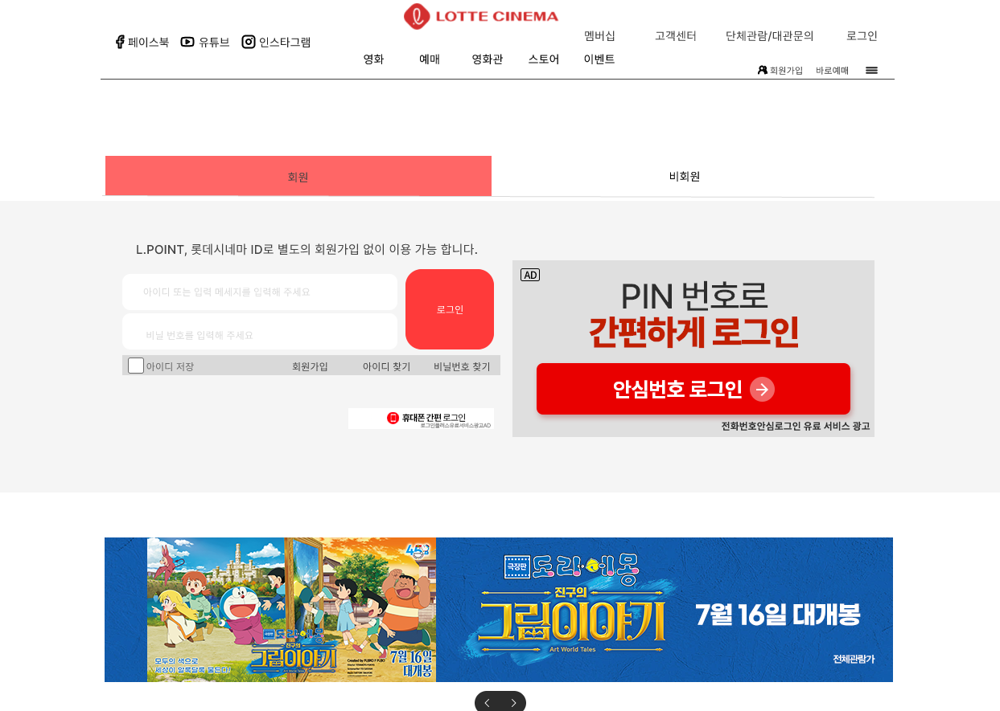 LOTTE CINEMA
페이스북 유튜브 인스타그램
멤버십 고객센터 단체관람/대관문의 로그인
영화 예매 영화관 스토어 이벤트
회원가입 바로예매
회원 비회원
L.POINT, 롯데시네마 ID로 별도의 회원가입 없이 이용 가능 합니다.
아이디 또는 입력 메세지를 입력해 주세요
비닐 번호를 입력해 주세요
로그인
아이디 저장 회원가입 아이디 찾기 비닐번호 찾기
휴대폰 간편 로그인
로그인플러스유료서비스광고AD
AD
PIN 번호로
간편하게 로그인
안심번호 로그인
전화번호안심로그인 유료 서비스 광고
극장판 도라에몽
진구의
그림이야기
모두의 색으로
세상이 알록달록 물든다!
7월 16일
대개봉
극장판 도라에몽
진구의
그림이야기
Art World Tales
7월 16일 대개봉
전체관람가